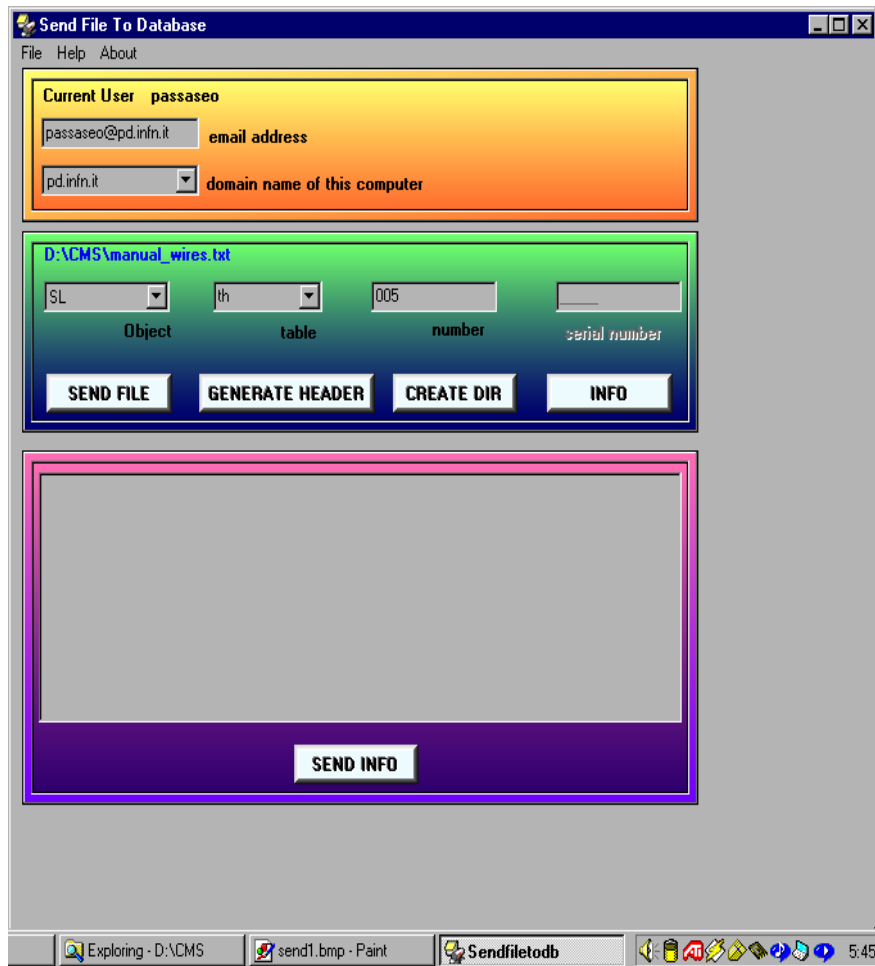 Send File To Database
File Help About
Current User passaseo
passaseo@pd.infn.it email address
pd.infn.it domain name of this computer
D:\CMS\manual_wires.txt
SL th 005 ____
Object table number serial number
SEND FILE GENERATE HEADER CREATE DIR INFO
SEND INFO
Exploring - D:\CMS send1.bmp - Paint Sendfiletodb 5:45